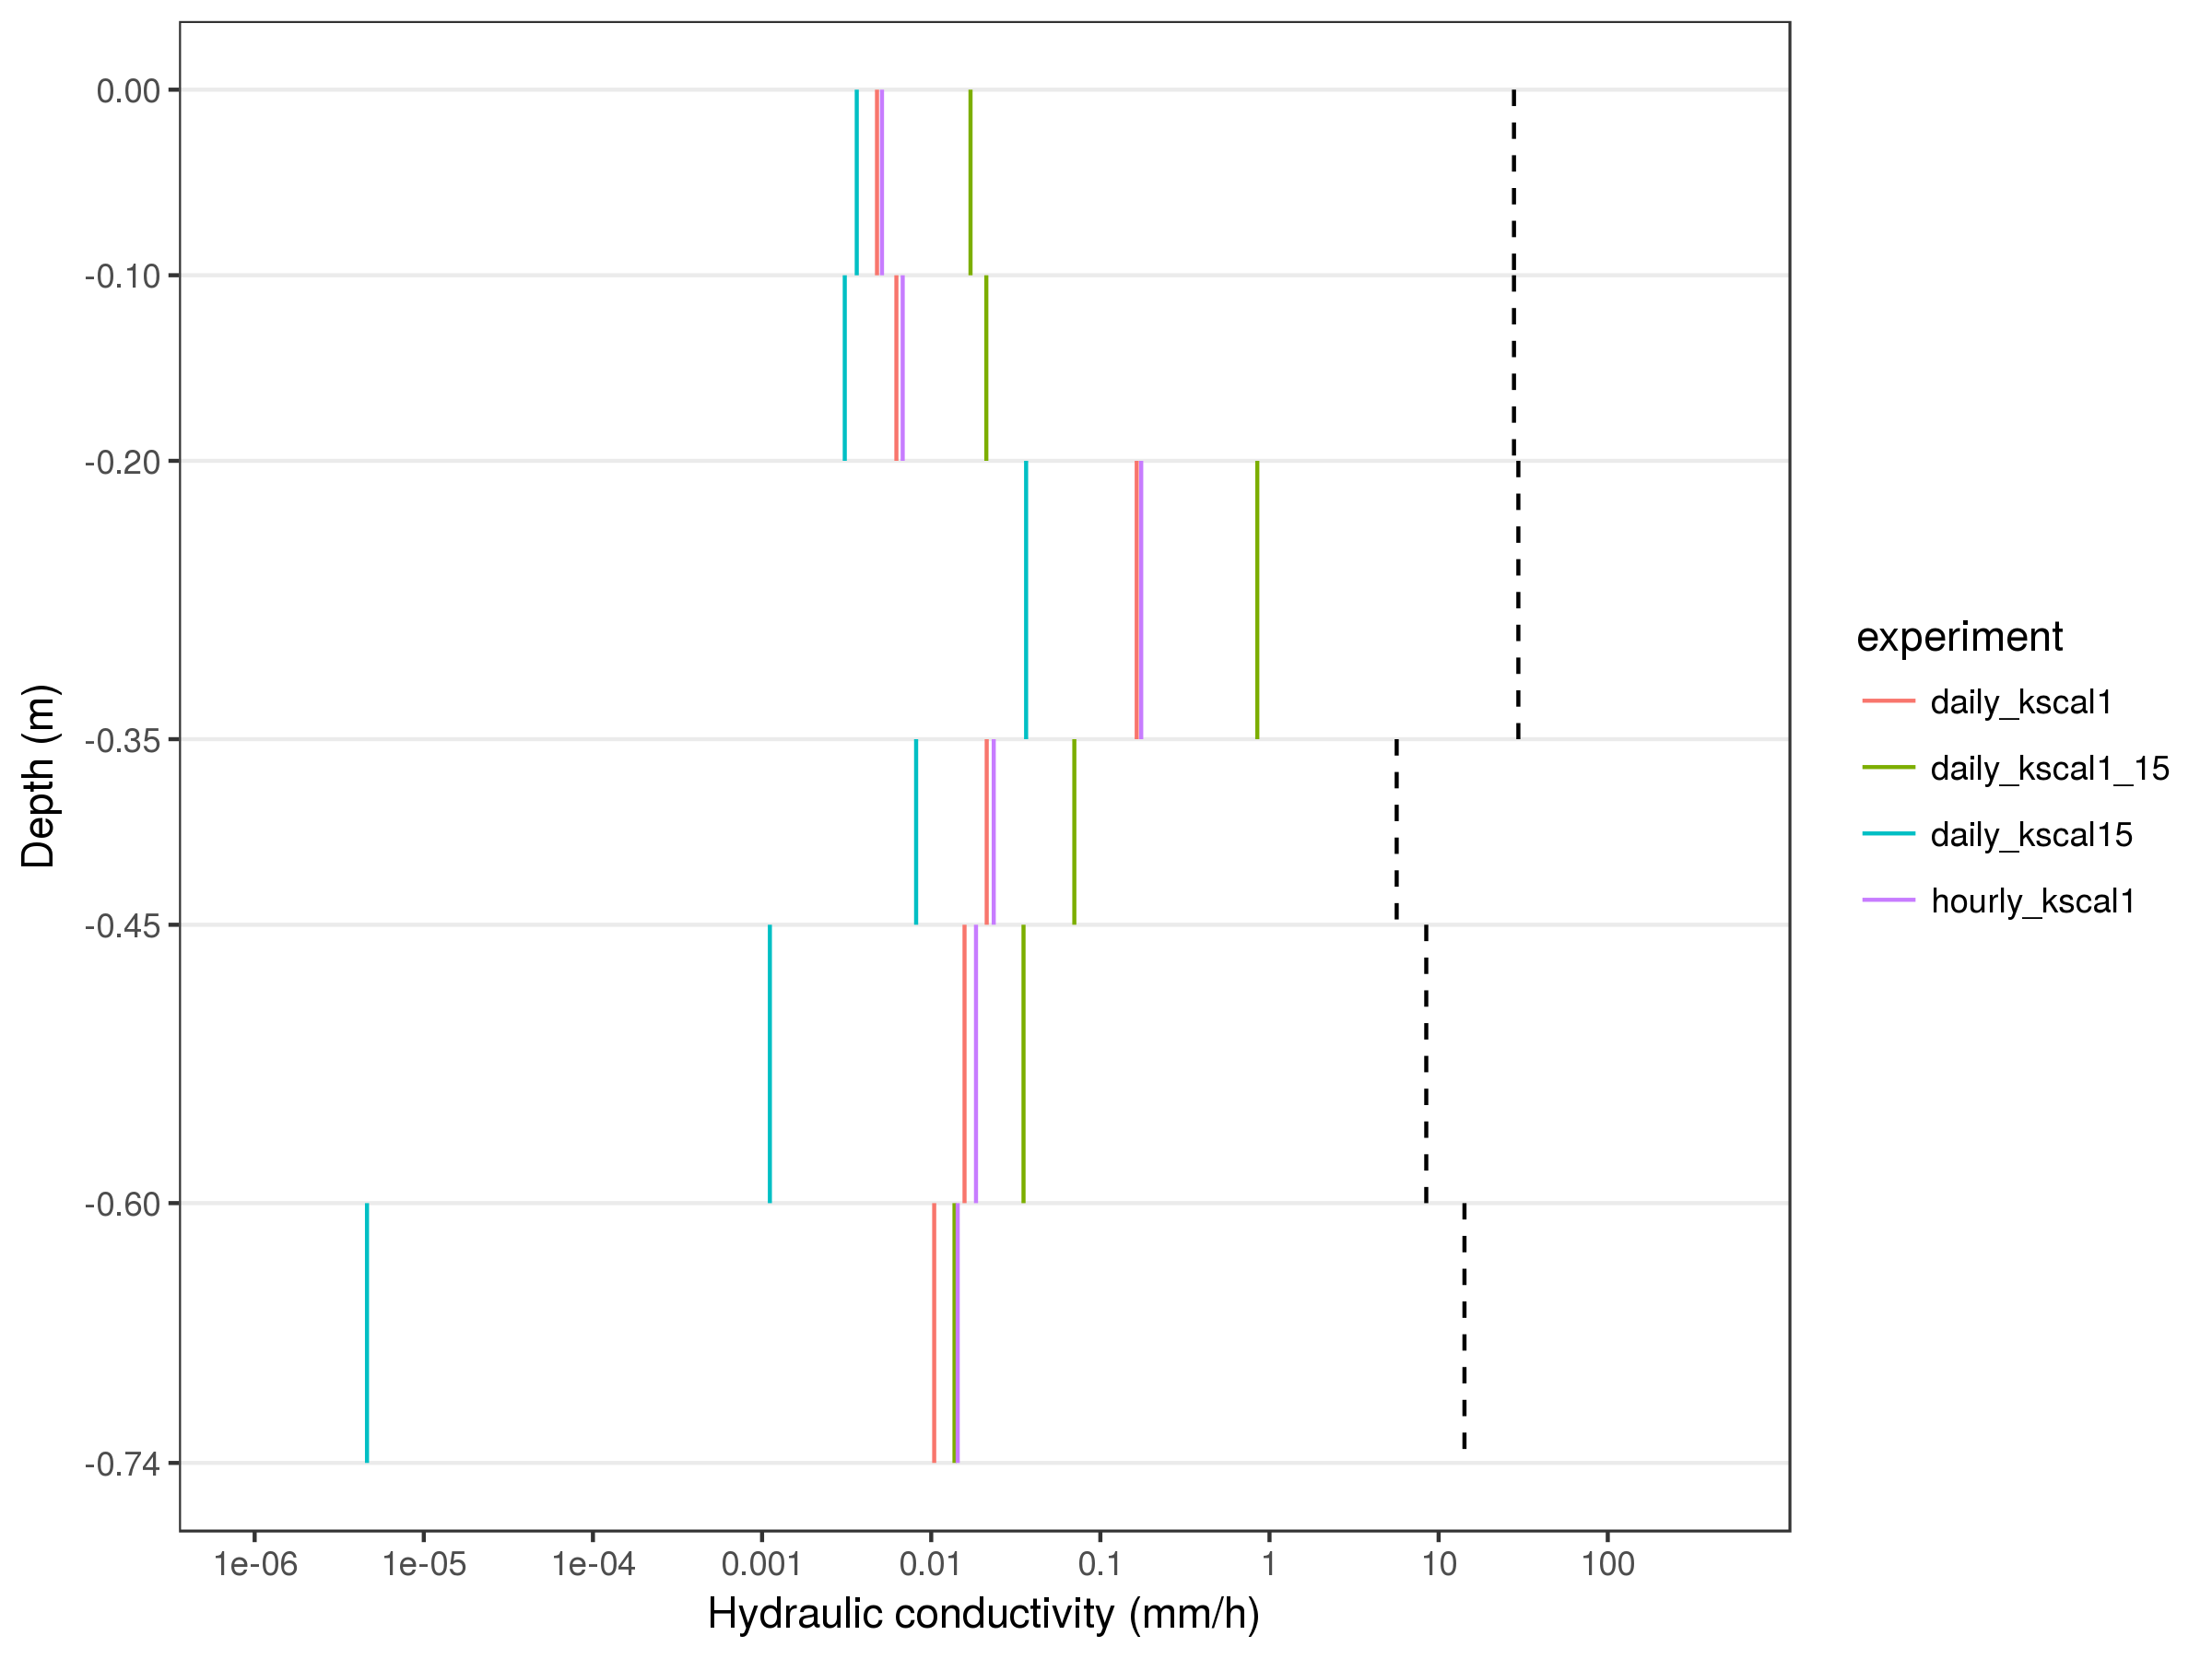 0.00
-0.10
-0.20
-0.35
-0.45
-0.60
-0.74
Depth (m)
1e-06 1e-05 1e-04 0.001 0.01 0.1 1 10 100
Hydraulic conductivity (mm/h)
experiment
daily_kscal1
daily_kscal1_15
daily_kscal15
hourly_kscal1